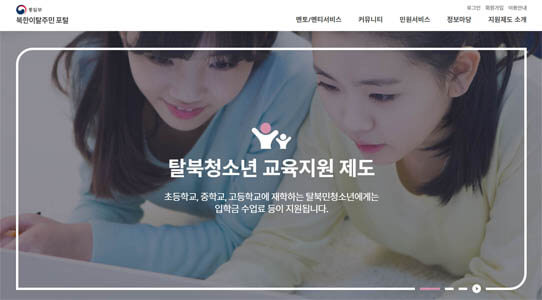 로그인 회원가입 이용안내
통일부
북한이탈주민 포털
멘토/멘티서비스 커뮤니티 민원서비스 정보마당 지원제도 소개
탈북청소년 교육지원 제도
초등학교, 중학교, 고등학교에 재학하는 탈북민청소년에게는
입학금 수업료 등이 지원됩니다.